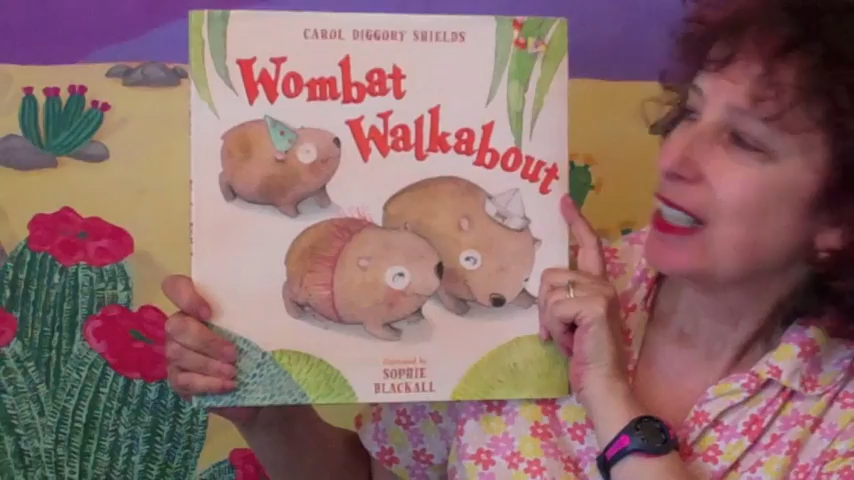 CAROL DIGGORY SHIELDS
Wombat
Walkabout
illustrated by
SOPHIE
BLACKALL